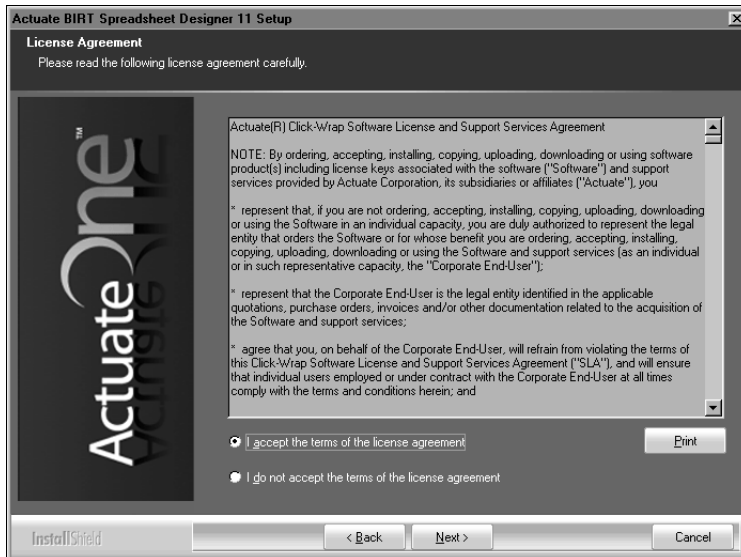 Actuate BIRT Spreadsheet Designer 11 Setup
License Agreement
Please read the following license agreement carefully.
ActuateOne™
Actuate(R) Click-Wrap Software License and Support Services Agreement
NOTE: By ordering, accepting, installing, copying, uploading, downloading or using software
product(s) including license keys associated with the software ("Software") and support
services provided by Actuate Corporation, its subsidiaries or affiliates ("Actuate"), you
* represent that, if you are not ordering, accepting, installing, copying, uploading, downloading
or using the Software in an individual capacity, you are duly authorized to represent the legal
entity that orders the Software or for whose benefit you are ordering, accepting, installing,
copying, uploading, downloading or using the Software and support services (as an individual
or in such representative capacity, the "Corporate End-User");
* represent that the Corporate End-User is the legal entity identified in the applicable
quotations, purchase orders, invoices and/or other documentation related to the acquisition of
the Software and support services;
* agree that you, on behalf of the Corporate End-User, will refrain from violating the terms of
this Click-Wrap Software License and Support Services Agreement ("SLA"), and will ensure
that individual users employed or under contract with the Corporate End-User at all times
comply with the terms and conditions herein; and
I accept the terms of the license agreement
Print
I do not accept the terms of the license agreement
InstallShield
< Back
Next >
Cancel